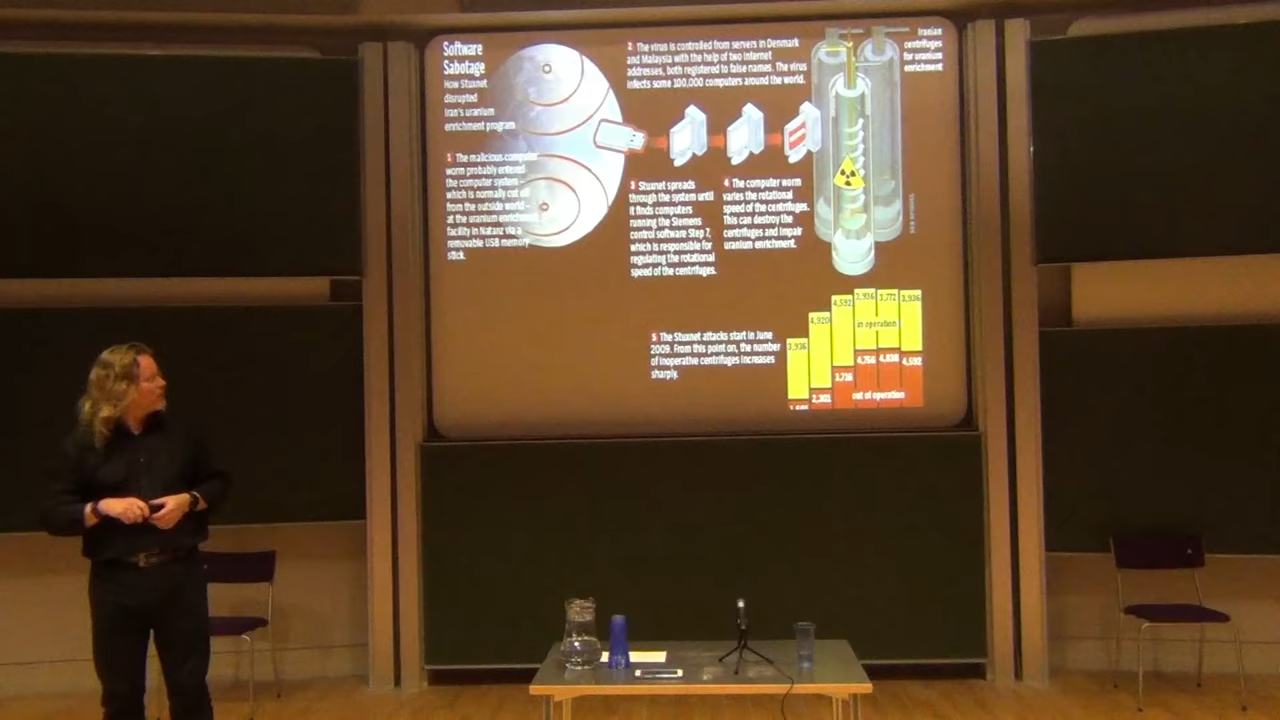 Software
Sabotage
How Stuxnet
disrupted
Iran's uranium
enrichment program
1 The malicious computer
worm probably entered
the computer system –
which is normally cut off
from the outside world –
at the uranium enrichment
facility in Natanz via a
removable USB memory
stick.
2 The virus is controlled from servers in Denmark
and Malaysia with the help of two Internet
addresses, both registered to false names. The virus
infects some 100,000 computers around the world.
3 Stuxnet spreads
through the system until
it finds computers
running the Siemens
control software Step 7,
which is responsible for
regulating the rotational
speed of the centrifuges.
4 The computer worm
varies the rotational
speed of the centrifuges.
This can destroy the
centrifuges and impair
uranium enrichment.
Iranian
centrifuges
for uranium
enrichment
DER SPIEGEL
5 The Stuxnet attacks start in June
2009. From this point on, the number
of inoperative centrifuges increases
sharply.
3,936
4,920
4,592
3,936
3,772
3,936
in operation
2,301
3,716
4,756
4,838
4,592
out of operation